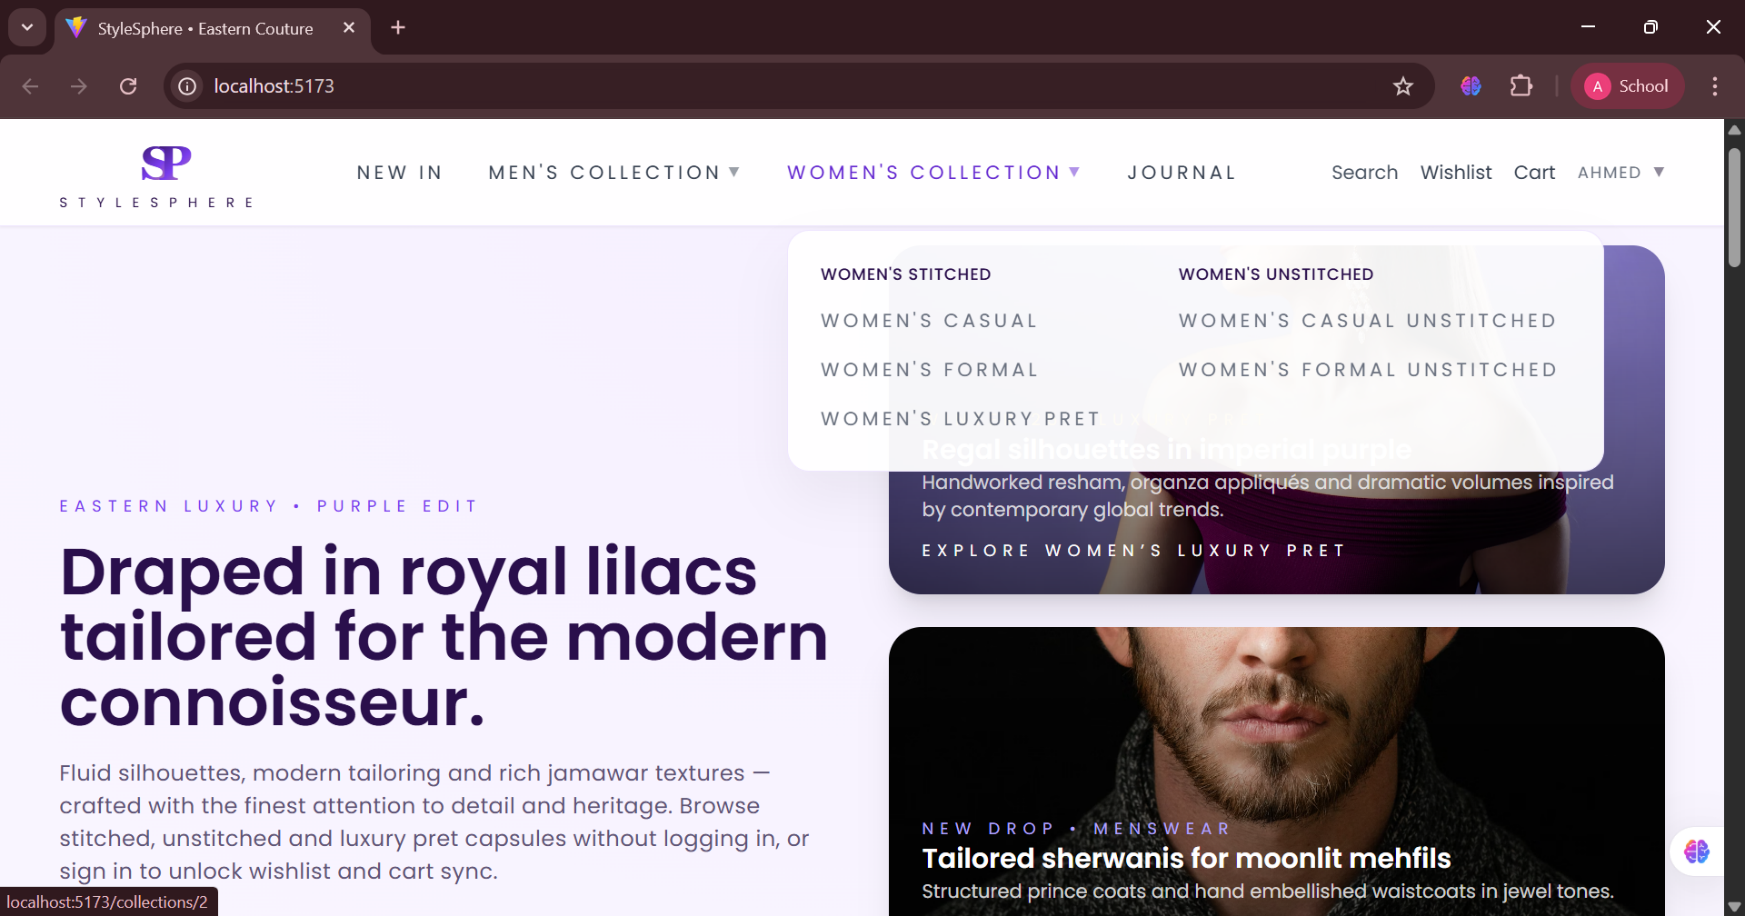 StyleSphere • Eastern Couture
localhost:5173
A School
SP
STYLESPHERE
NEW IN
MEN'S COLLECTION ▼
WOMEN'S COLLECTION ▼
JOURNAL
Search
Wishlist
Cart
AHMED ▼
WOMEN'S STITCHED
WOMEN'S CASUAL
WOMEN'S FORMAL
WOMEN'S LUXURY PRET
WOMEN'S UNSTITCHED
WOMEN'S CASUAL UNSTITCHED
WOMEN'S FORMAL UNSTITCHED
Regal silhouettes in imperial purple
Handworked resham, organza appliqués and dramatic volumes inspired
by contemporary global trends.
EXPLORE WOMEN’S LUXURY PRET
EASTERN LUXURY • PURPLE EDIT
Draped in royal lilacs
tailored for the modern
connoisseur.
Fluid silhouettes, modern tailoring and rich jamawar textures —
crafted with the finest attention to detail and heritage. Browse
stitched, unstitched and luxury pret capsules without logging in, or
sign in to unlock wishlist and cart sync.
NEW DROP • MENSWEAR
Tailored sherwanis for moonlit mehfils
Structured prince coats and hand embellished waistcoats in jewel tones.
localhost:5173/collections/2